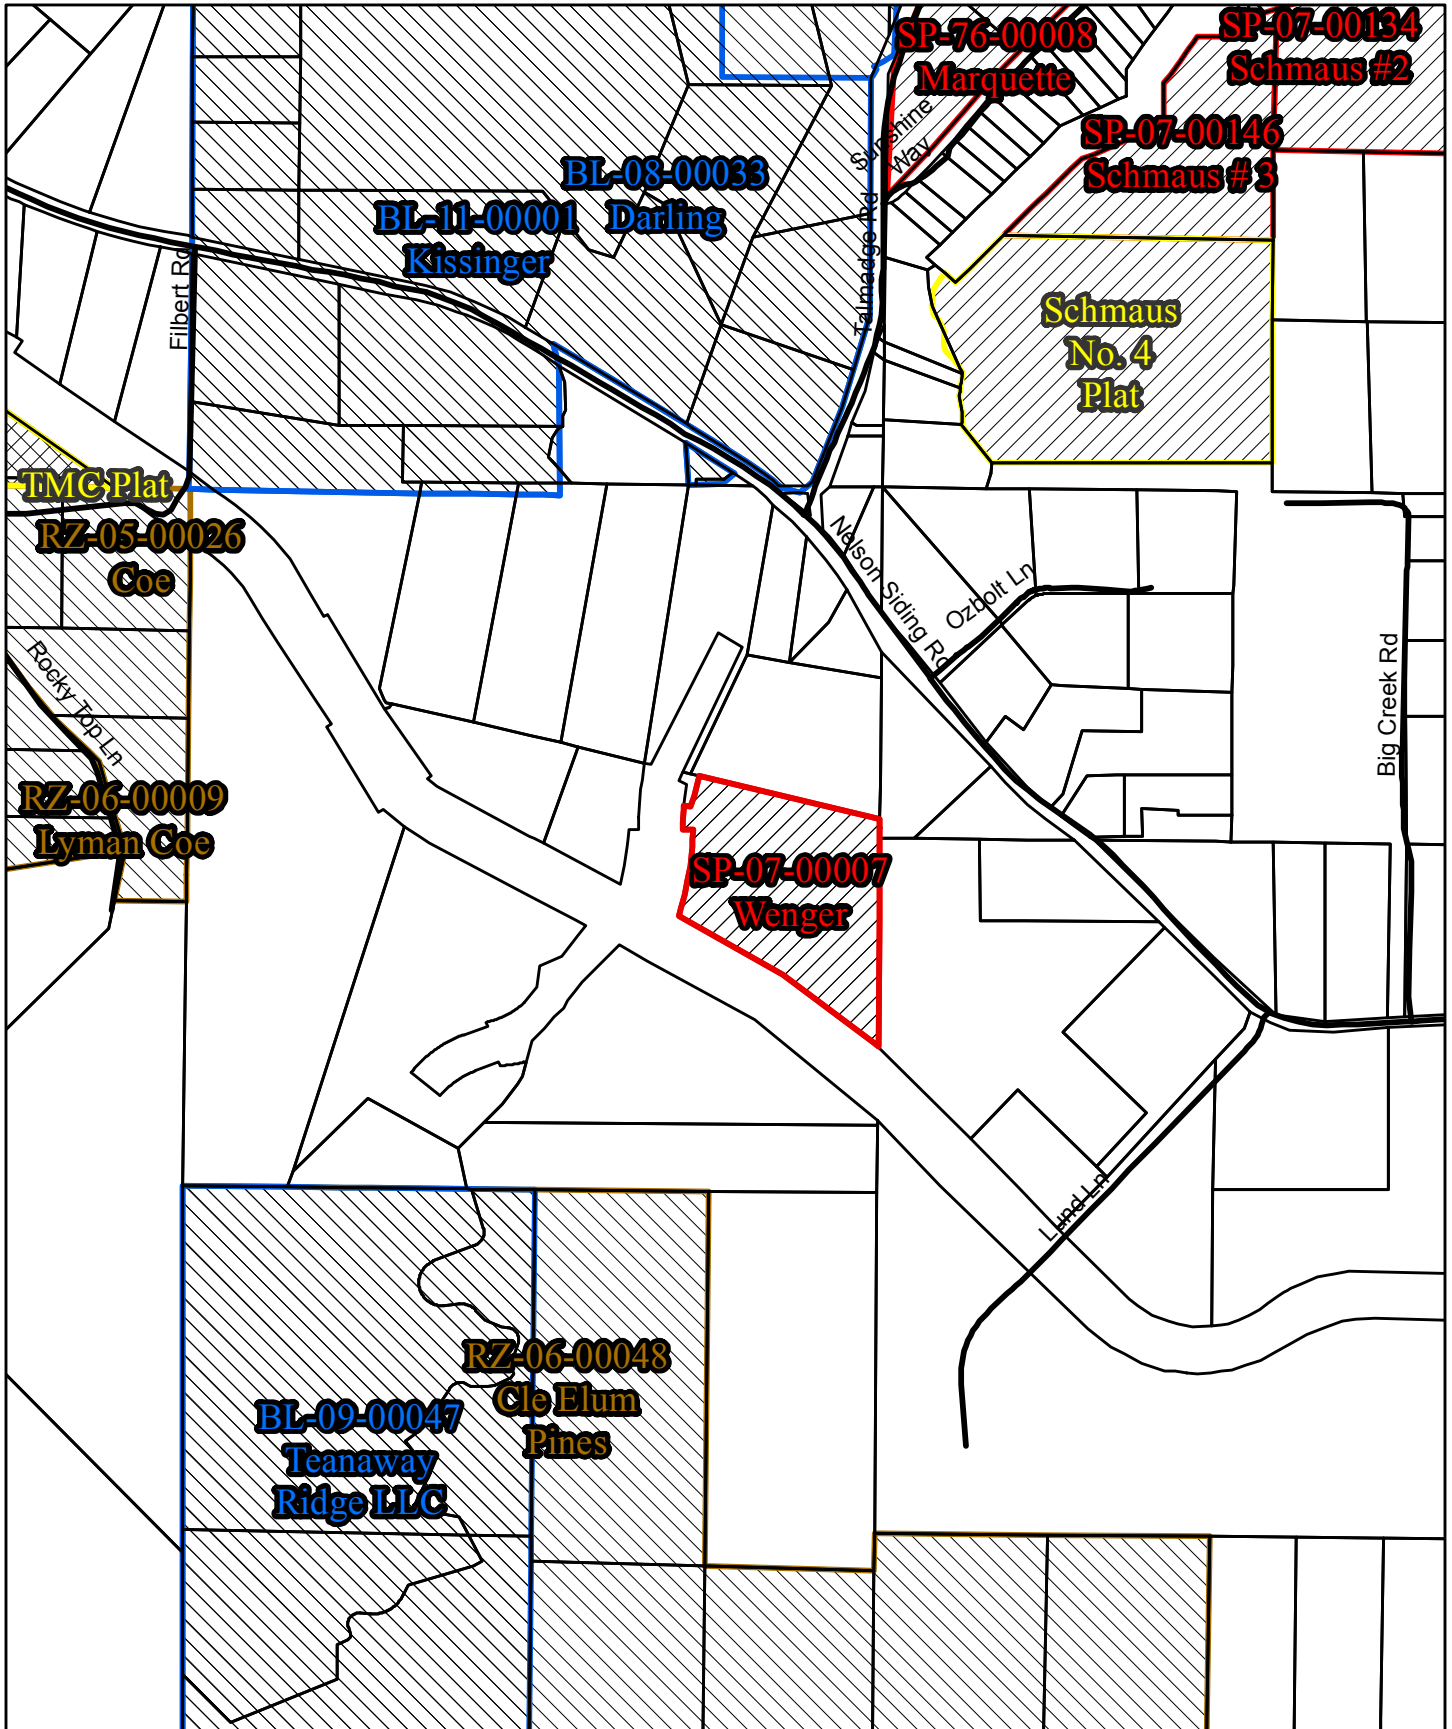 SP-76-00008
Marquette
SP-07-00134
Schmaus #2
SP-07-00146
Schmaus # 3
Sunshine
Way
BL-08-00033
Darling
BL-11-00001
Kissinger
Filbert Rd
Talmadge Rd
Schmaus
No. 4
Plat
TMC Plat
RZ-05-00026
Coe
Nelson Siding Rd
Ozbolt Ln
Rocky Top Ln
Big Creek Rd
RZ-06-00009
Lyman Coe
SP-07-00007
Wenger
Lund Ln
RZ-06-00048
Cle Elum
Pines
BL-09-00047
Teanaway
Ridge LLC